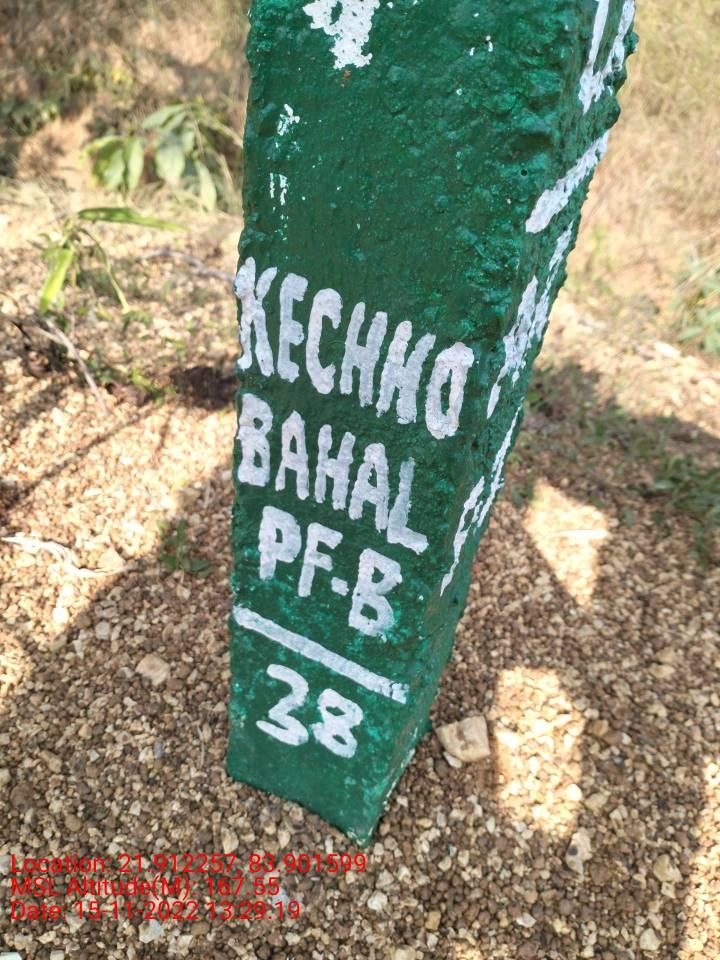 KECHHO
BAHAL
PF-B
38
Location: 21.912257, 83.901599
MSL Altitude(M): 167.55
Date: 15-11-2022 13:29:19